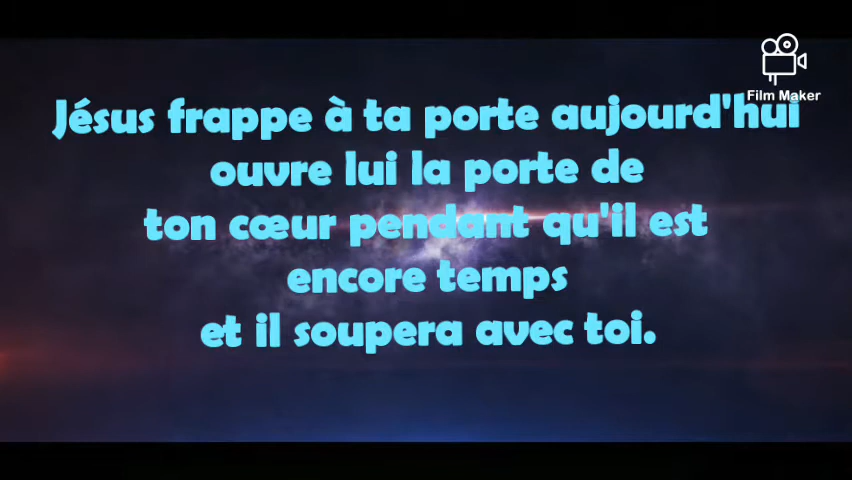 Film Maker
Jésus frappe à ta porte aujourd'hui
ouvre lui la porte de
ton cœur pendant qu'il est
encore temps
et il soupera avec toi.